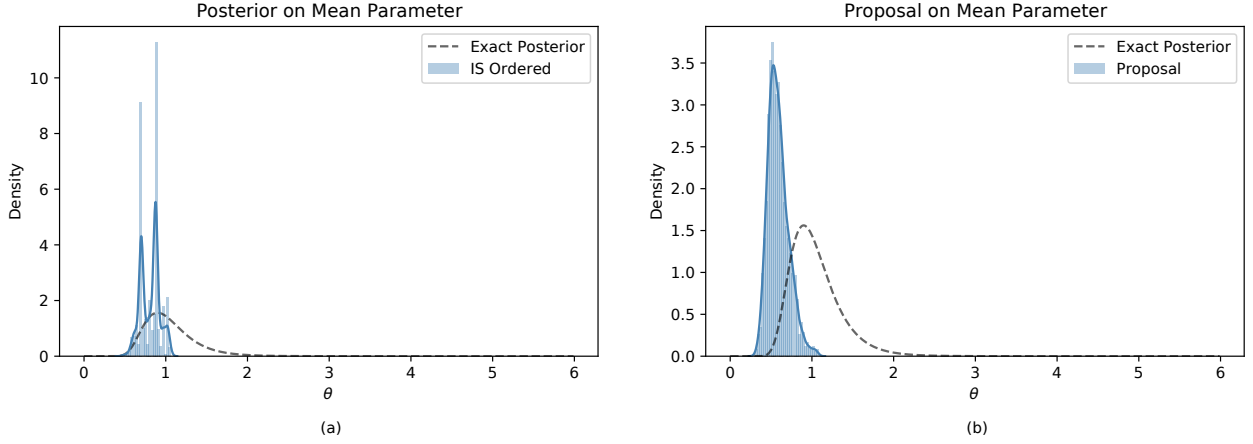 Posterior on Mean Parameter
Exact Posterior
IS Ordered
Density
10
8
6
4
2
0
0 1 2 3 4 5 6
θ
(a)
Proposal on Mean Parameter
Exact Posterior
Proposal
Density
3.5
3.0
2.5
2.0
1.5
1.0
0.5
0.0
0 1 2 3 4 5 6
θ
(b)